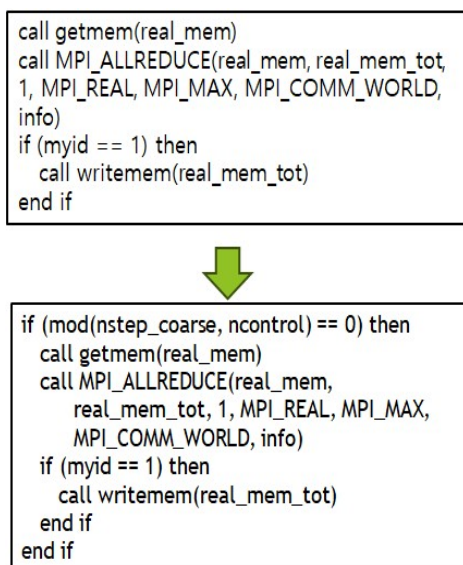 call getmem(real_mem)
call MPI_ALLREDUCE(real_mem, real_mem_tot,
1, MPI_REAL, MPI_MAX, MPI_COMM_WORLD,
info)
if (myid == 1) then
call writemem(real_mem_tot)
end if
if (mod(nstep_coarse, ncontrol) == 0) then
call getmem(real_mem)
call MPI_ALLREDUCE(real_mem,
real_mem_tot, 1, MPI_REAL, MPI_MAX,
MPI_COMM_WORLD, info)
if (myid == 1) then
call writemem(real_mem_tot)
end if
end if